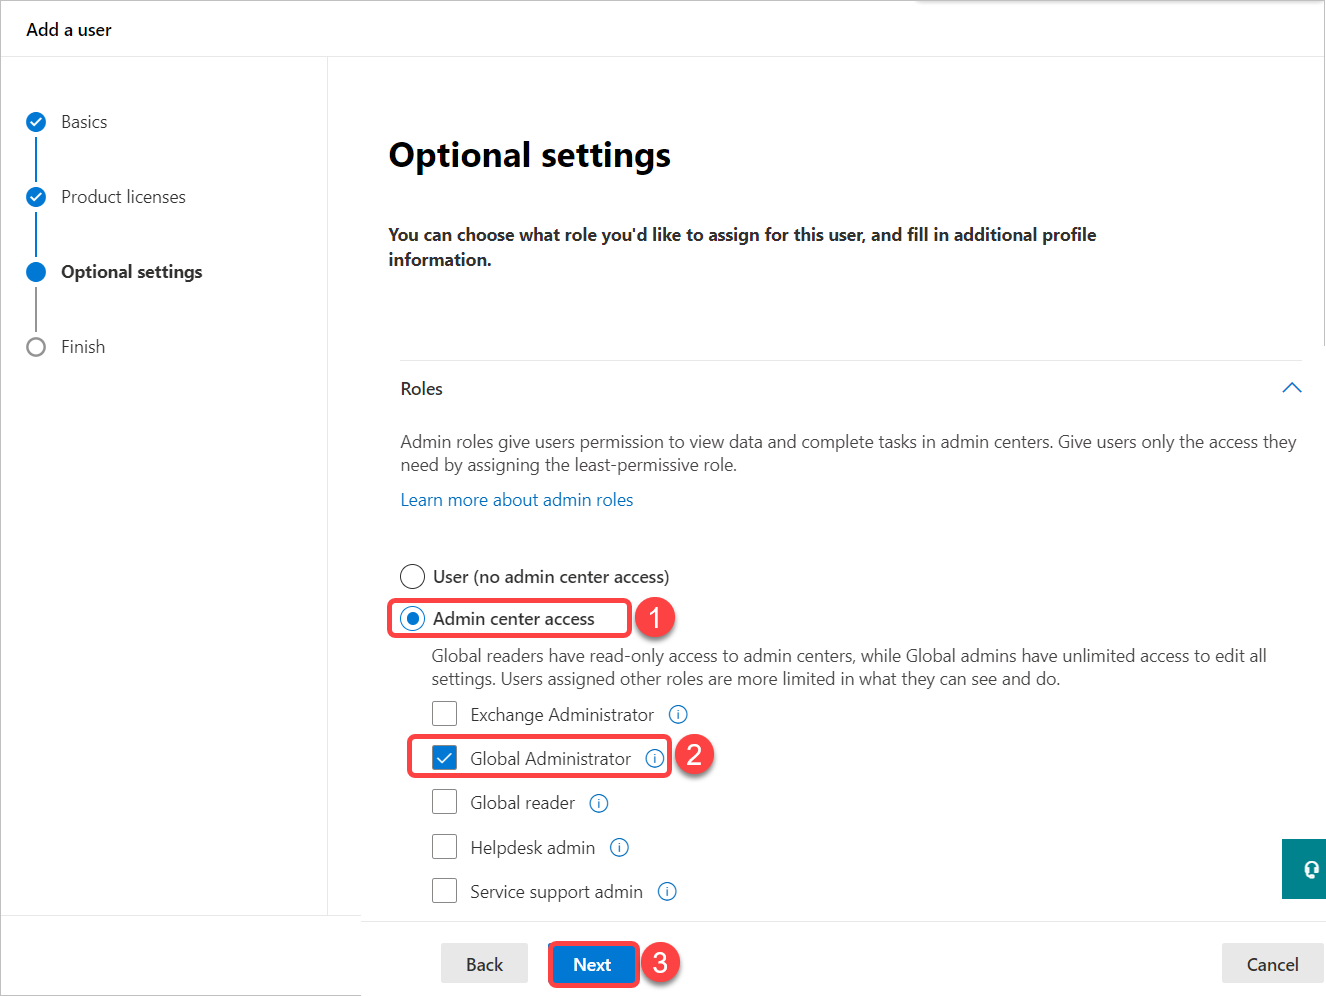 Add a user
Basics
Product licenses
Optional settings
Finish
Optional settings
You can choose what role you'd like to assign for this user, and fill in additional profile
information.
Roles
Admin roles give users permission to view data and complete tasks in admin centers. Give users only the access they
need by assigning the least-permissive role.
Learn more about admin roles
User (no admin center access)
Admin center access
1
Global readers have read-only access to admin centers, while Global admins have unlimited access to edit all
settings. Users assigned other roles are more limited in what they can see and do.
Exchange Administrator
Global Administrator
2
Global reader
Helpdesk admin
Service support admin
Back
Next
3
Cancel